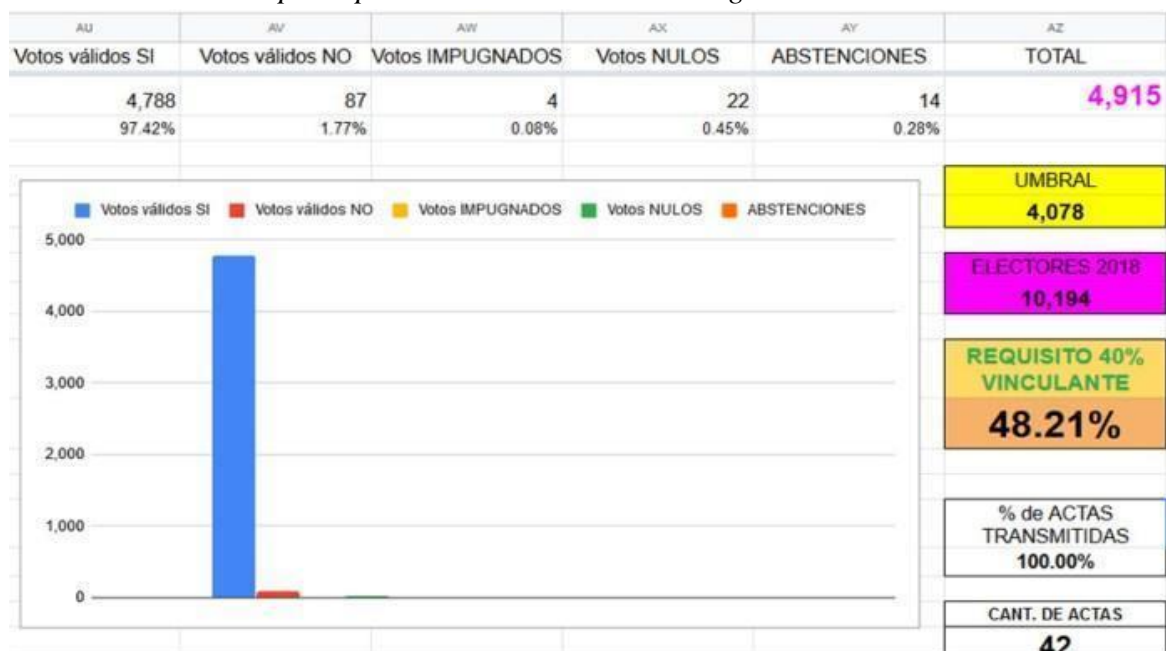 AU AV AW AX AY AZ
Votos válidos SI Votos válidos NO Votos IMPUGNADOS Votos NULOS ABSTENCIONES TOTAL
4,788 87 4 22 14 4,915
97.42% 1.77% 0.08% 0.45% 0.28%
Votos válidos SI Votos válidos NO Votos IMPUGNADOS Votos NULOS ABSTENCIONES
5,000
4,000
3,000
2,000
1,000
0
UMBRAL
4,078
ELECTORES 2018
10,194
REQUISITO 40%
VINCULANTE
48.21%
% de ACTAS
TRANSMITIDAS
100.00%
CANT. DE ACTAS
42